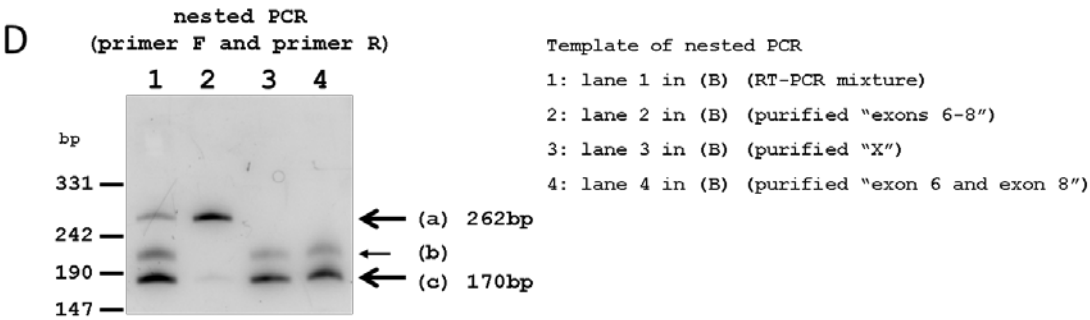 D
nested PCR
(primer F and primer R)
1 2 3 4
bp
331
242
190
147
(a) 262bp
(b)
(c) 170bp
Template of nested PCR
1: lane 1 in (B) (RT-PCR mixture)
2: lane 2 in (B) (purified “exons 6-8”)
3: lane 3 in (B) (purified “X”)
4: lane 4 in (B) (purified “exon 6 and exon 8”)